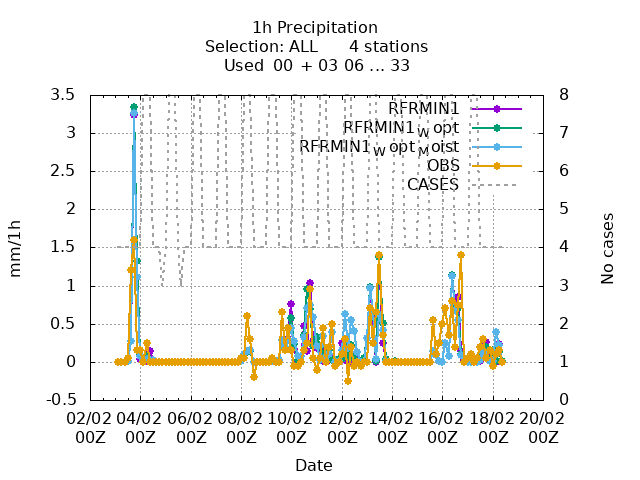 1h Precipitation
Selection: ALL 4 stations
Used 00 + 03 06 ... 33
3.5
3
2.5
2
1.5
1
0.5
0
-0.5
mm/1h
8
7
6
5
4
3
2
1
0
No cases
RFRMIN1
RFRMIN1_W opt
RFRMIN1_W opt_M oist
OBS
CASES
02/02 04/02 06/02 08/02 10/02 12/02 14/02 16/02 18/02 20/02
00Z 00Z 00Z 00Z 00Z 00Z 00Z 00Z 00Z 00Z
Date